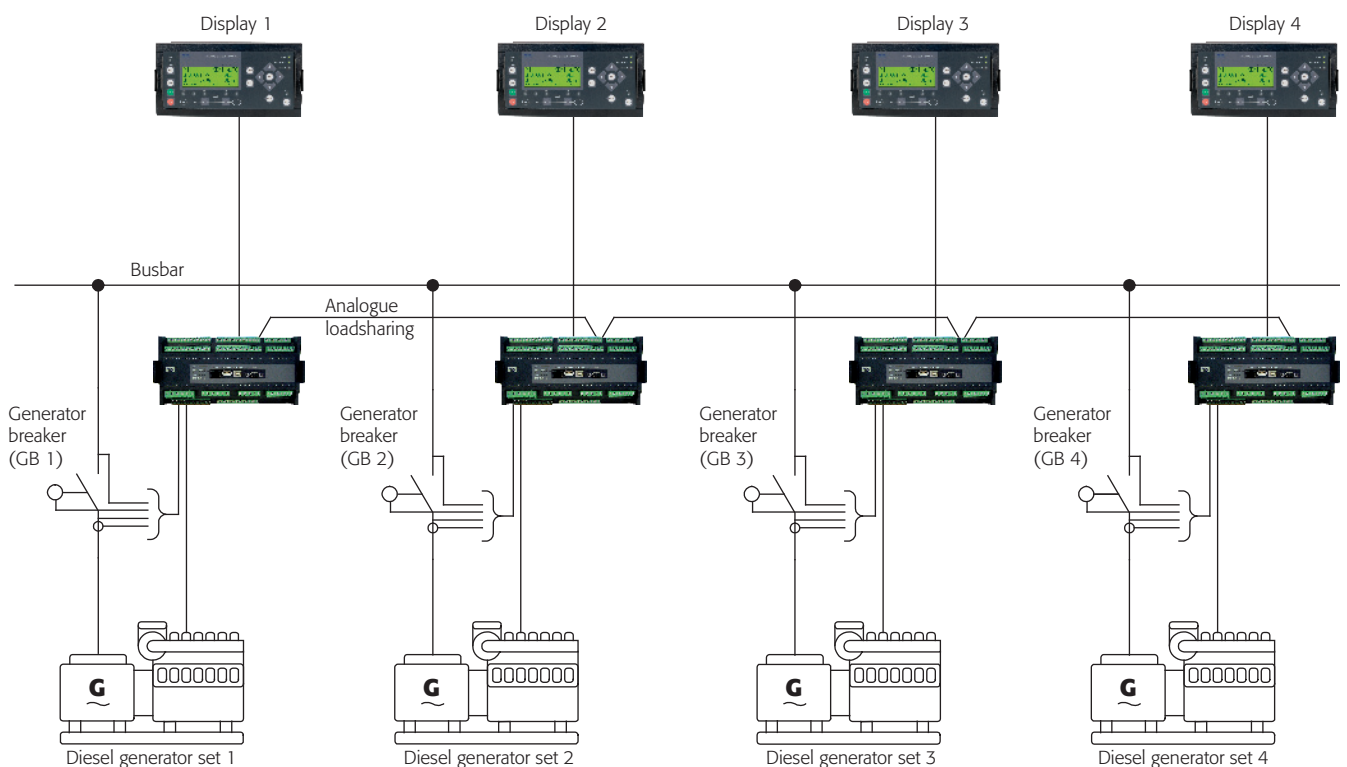 Display 1
Display 2
Display 3
Display 4
Busbar
Analogue
loadsharing
Generator
breaker
(GB 1)
Generator
breaker
(GB 2)
Generator
breaker
(GB 3)
Generator
breaker
(GB 4)
G
G
G
G
Diesel generator set 1
Diesel generator set 2
Diesel generator set 3
Diesel generator set 4